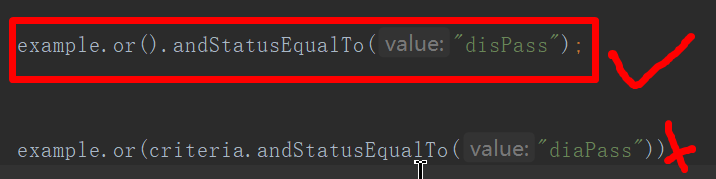 example.or().andStatusEqualTo( value: "disPass");
example.or(criteria.andStatusEqualTo( value: "diaPass"))